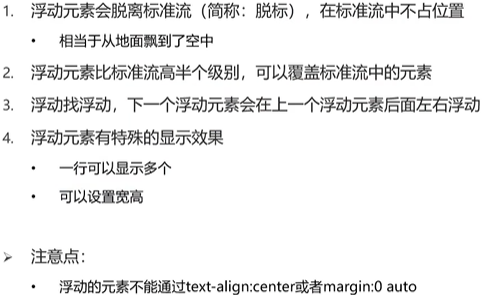 1. 浮动元素会脱离标准流（简称：脱标），在标准流中不占位置
• 相当于从地面飘到了空中
2. 浮动元素比标准流高半个级别，可以覆盖标准流中的元素
3. 浮动找浮动，下一个浮动元素会在上一个浮动元素后面左右浮动
4. 浮动元素有特殊的显示效果
• 一行可以显示多个
• 可以设置宽高
➢ 注意点：
• 浮动的元素不能通过text-align:center或者margin:0 auto